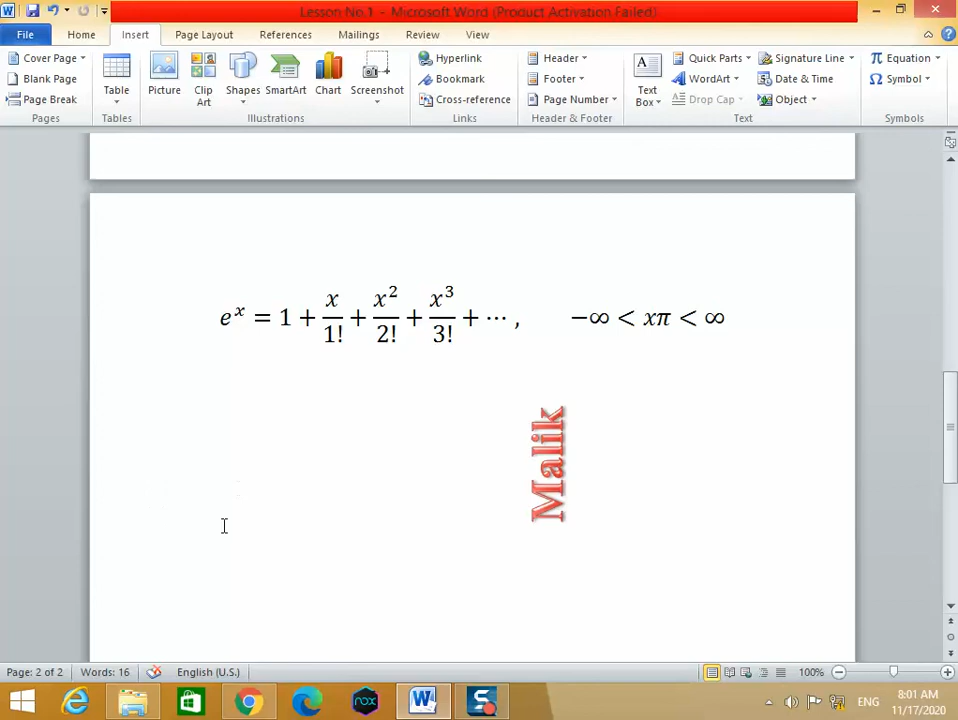 Lesson No.1 - Microsoft Word (Product Activation Failed)
File Home Insert Page Layout References Mailings Review View
Cover Page
Blank Page
Page Break
Pages
Table
Tables
Picture
Clip Art
Shapes
SmartArt
Chart
Screenshot
Illustrations
Hyperlink
Bookmark
Cross-reference
Links
Header
Footer
Page Number
Header & Footer
Text Box
Quick Parts
WordArt
Drop Cap
Signature Line
Date & Time
Object
Text
Equation
Symbol
Symbols
e^x = 1 + x/1! + x²/2! + x³/3! + ⋯ , −∞ < xπ < ∞
Malik
Page: 2 of 2 Words: 16 English (U.S.) 100%
ENG
8:01 AM
11/17/2020